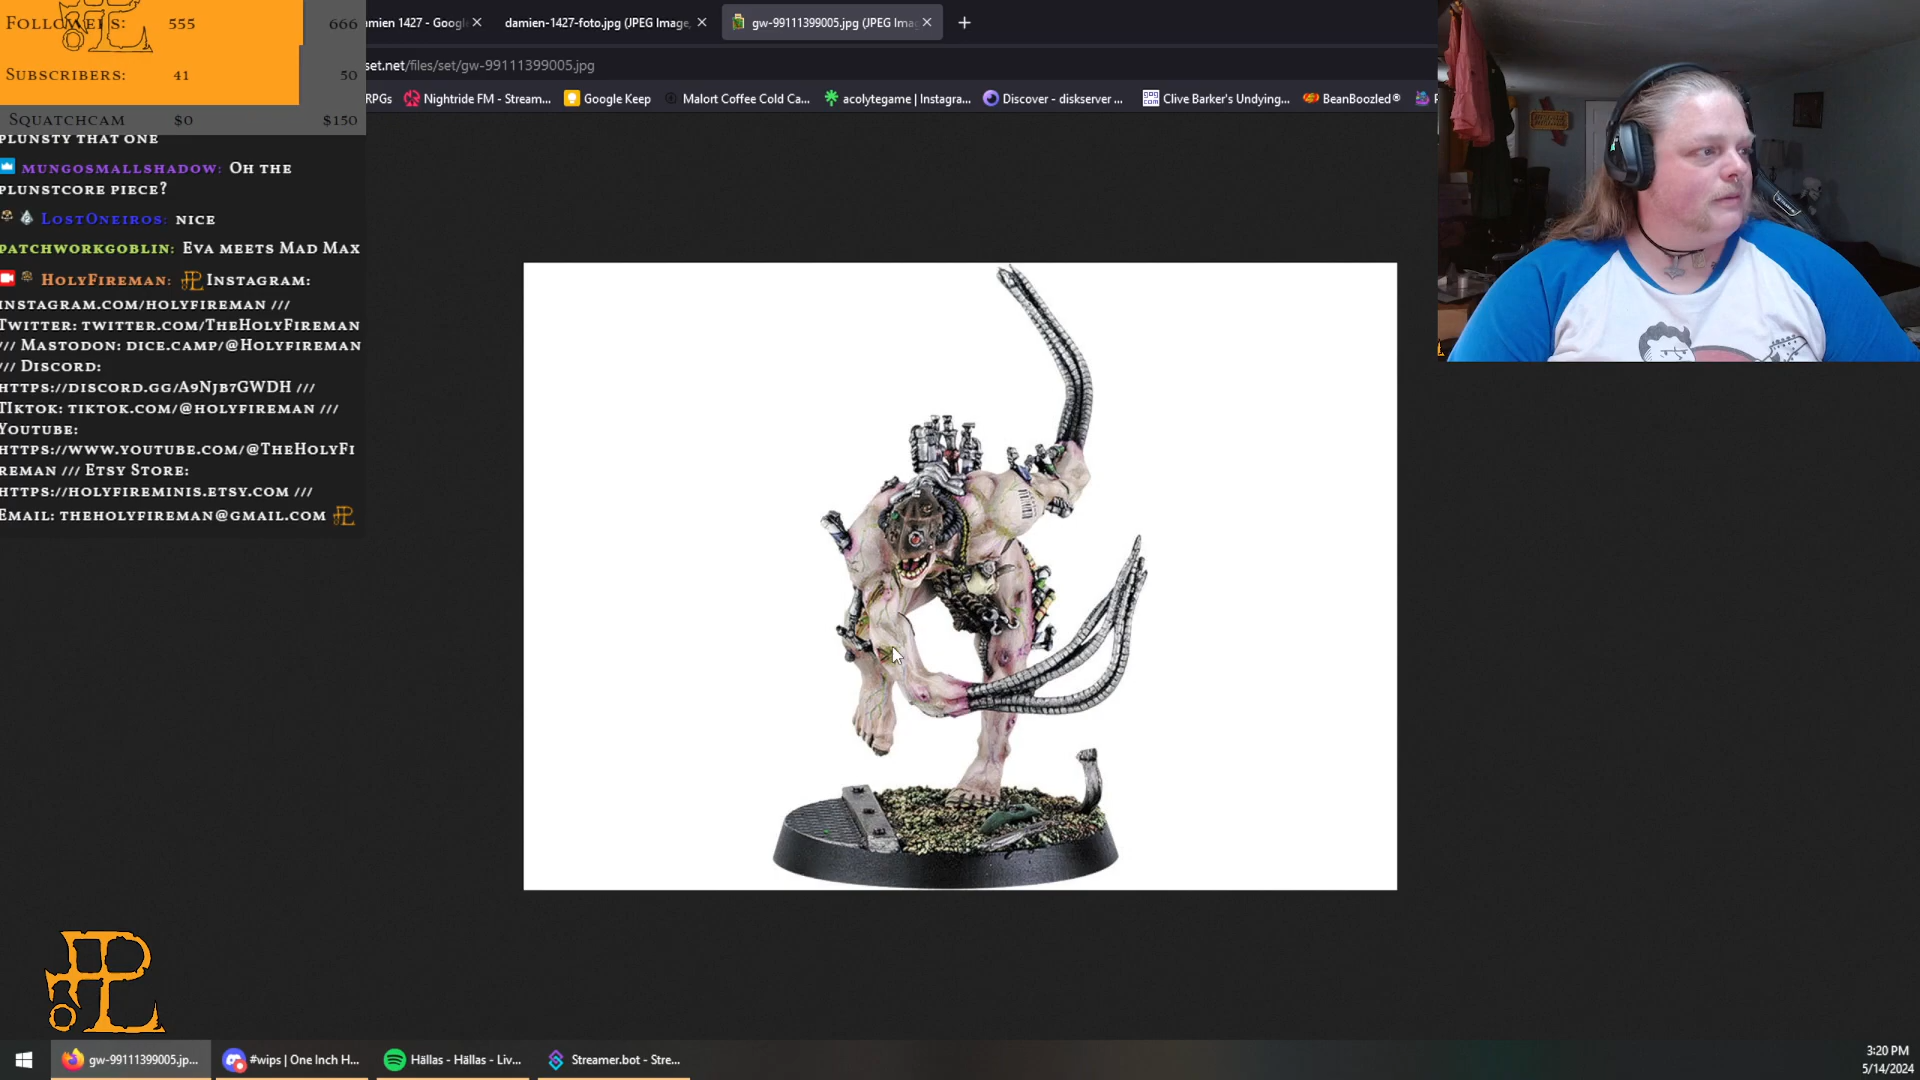 Followers: 555 666
Subscribers: 41 50
Squatchcam $0 $150
amien 1427 - Googl
damien-1427-foto.jpg (JPEG Image,
gw-99111399005.jpg (JPEG Ima
set.net/files/set/gw-99111399005.jpg
RPGs
Nightride FM - Stream...
Google Keep
Malort Coffee Cold Ca...
acolytegame | Instagra...
Discover - diskserver ...
Clive Barker's Undying...
BeanBoozled®
plunsty that one
mungosmallshadow: Oh the
plunstcore piece?
LostOneiros: nice
patchworkgoblin: Eva meets Mad Max
HolyFireman: Instagram:
instagram.com/holyfireman ///
Twitter: twitter.com/TheHolyFireman
/// Mastodon: dice.camp/@Holyfireman
/// Discord:
https://discord.gg/A9Njb7GWDH ///
TIktok: tiktok.com/@holyfireman ///
Youtube:
https://www.youtube.com/@TheHolyFi
reman /// Etsy Store:
https://holyfireminis.etsy.com ///
Email: theholyfireman@gmail.com
gw-99111399005.jp...
#wips | One Inch H...
Hällas - Hällas - Liv...
Streamer.bot - Stre...
3:20 PM
5/14/2024